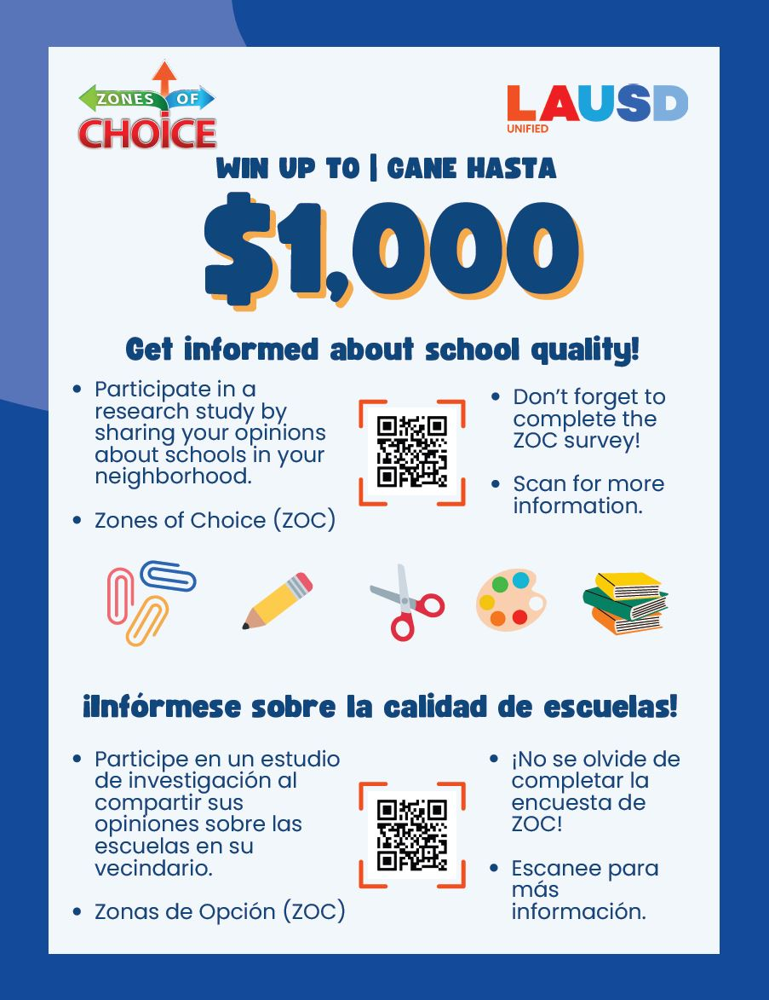 ZONES OF
CHOICE
LAUSD
UNIFIED
WIN UP TO | GANE HASTA
$1,000
Get informed about school quality!
Participate in a
research study by
sharing your opinions
about schools in your
neighborhood.
Zones of Choice (ZOC)
Don't forget to
complete the
ZOC survey!
Scan for more
information.
¡Infórmese sobre la calidad de escuelas!
Participe en un estudio
de investigación al
compartir sus
opiniones sobre las
escuelas en su
vecindario.
Zonas de Opción (ZOC)
¡No se olvide de
completar la
encuesta de
ZOC!
Escanee para
más
información.